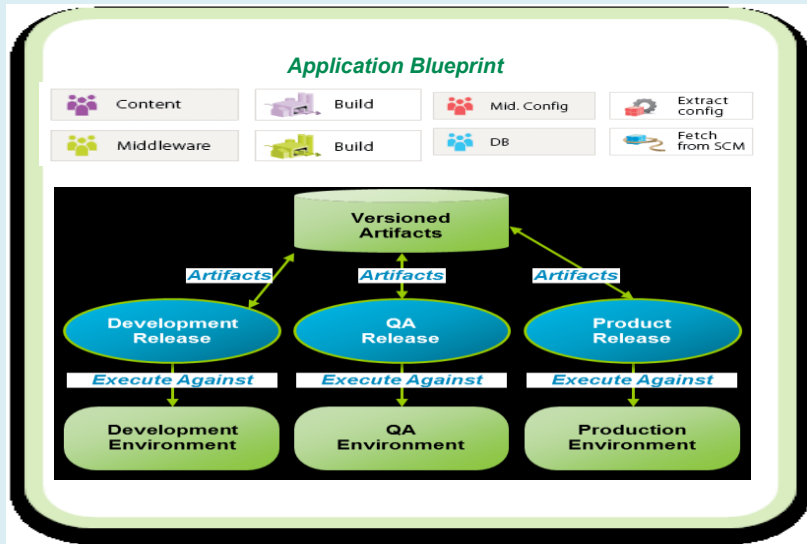 Application Blueprint
Content
Build
Mid. Config
Extract
config
Middleware
Build
DB
Fetch
from SCM
Versioned
Artifacts
Artifacts
Artifacts
Artifacts
Development
Release
QA
Release
Product
Release
Execute Against
Execute Against
Execute Against
Development
Environment
QA
Environment
Production
Environment